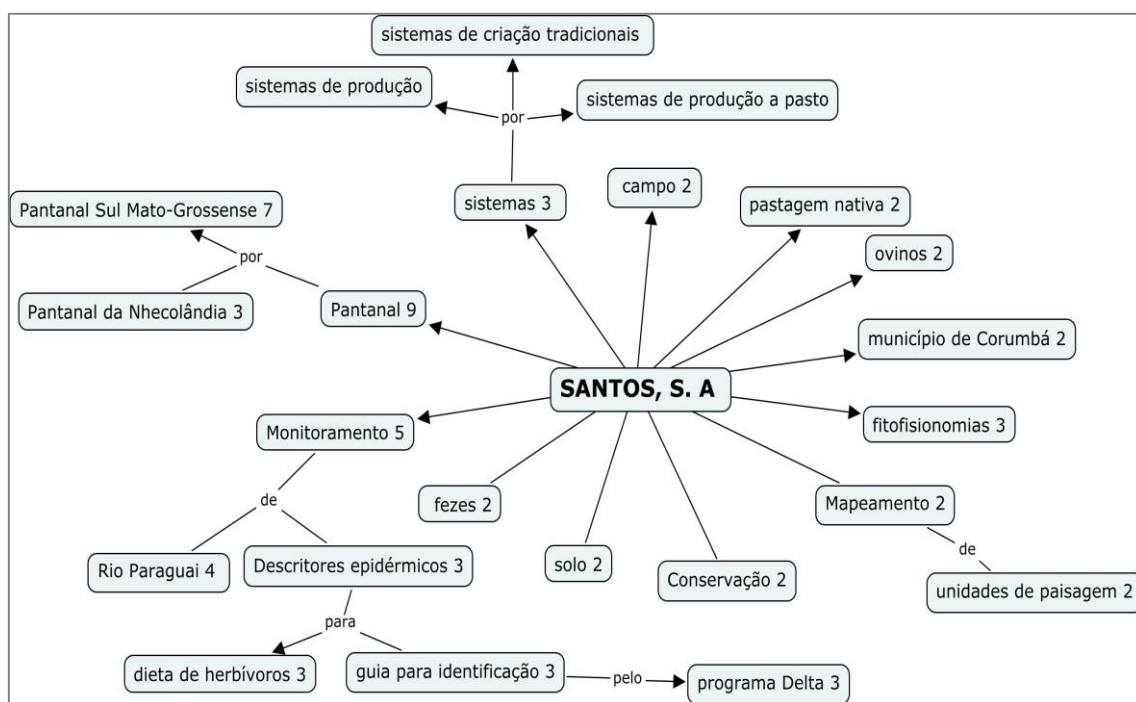 sistemas de criação tradicionais
sistemas de produção
sistemas de produção a pasto
por
sistemas 3
campo 2
pastagem nativa 2
Pantanal Sul Mato-Grossense 7
ovinos 2
por
Pantanal da Nhecolândia 3
Pantanal 9
município de Corumbá 2
SANTOS, S. A
Monitoramento 5
fitofisionomias 3
de
fezes 2
Mapeamento 2
de
Rio Paraguai 4
Descritores epidérmicos 3
solo 2
Conservação 2
unidades de paisagem 2
para
dieta de herbívoros 3
guia para identificação 3
pelo
programa Delta 3